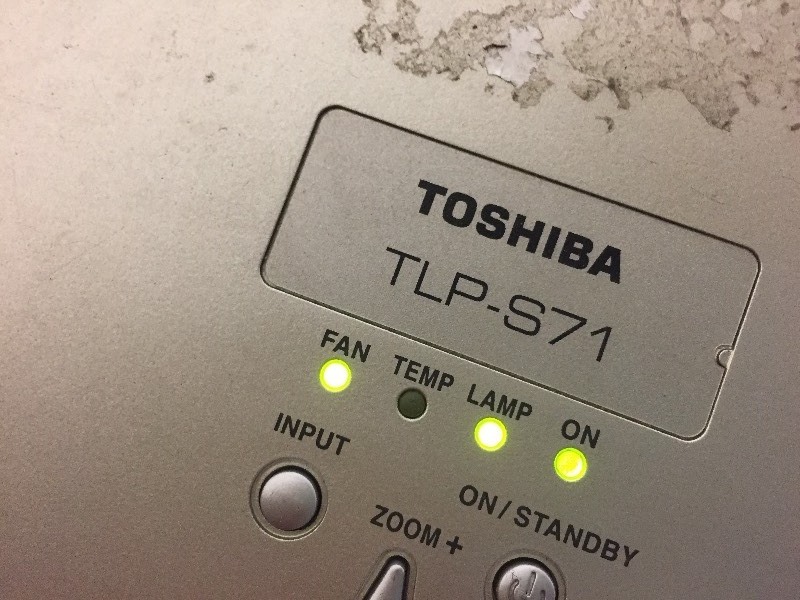 TOSHIBA
TLP-S71
FAN TEMP LAMP ON
INPUT
ON/STANDBY
ZOOM +